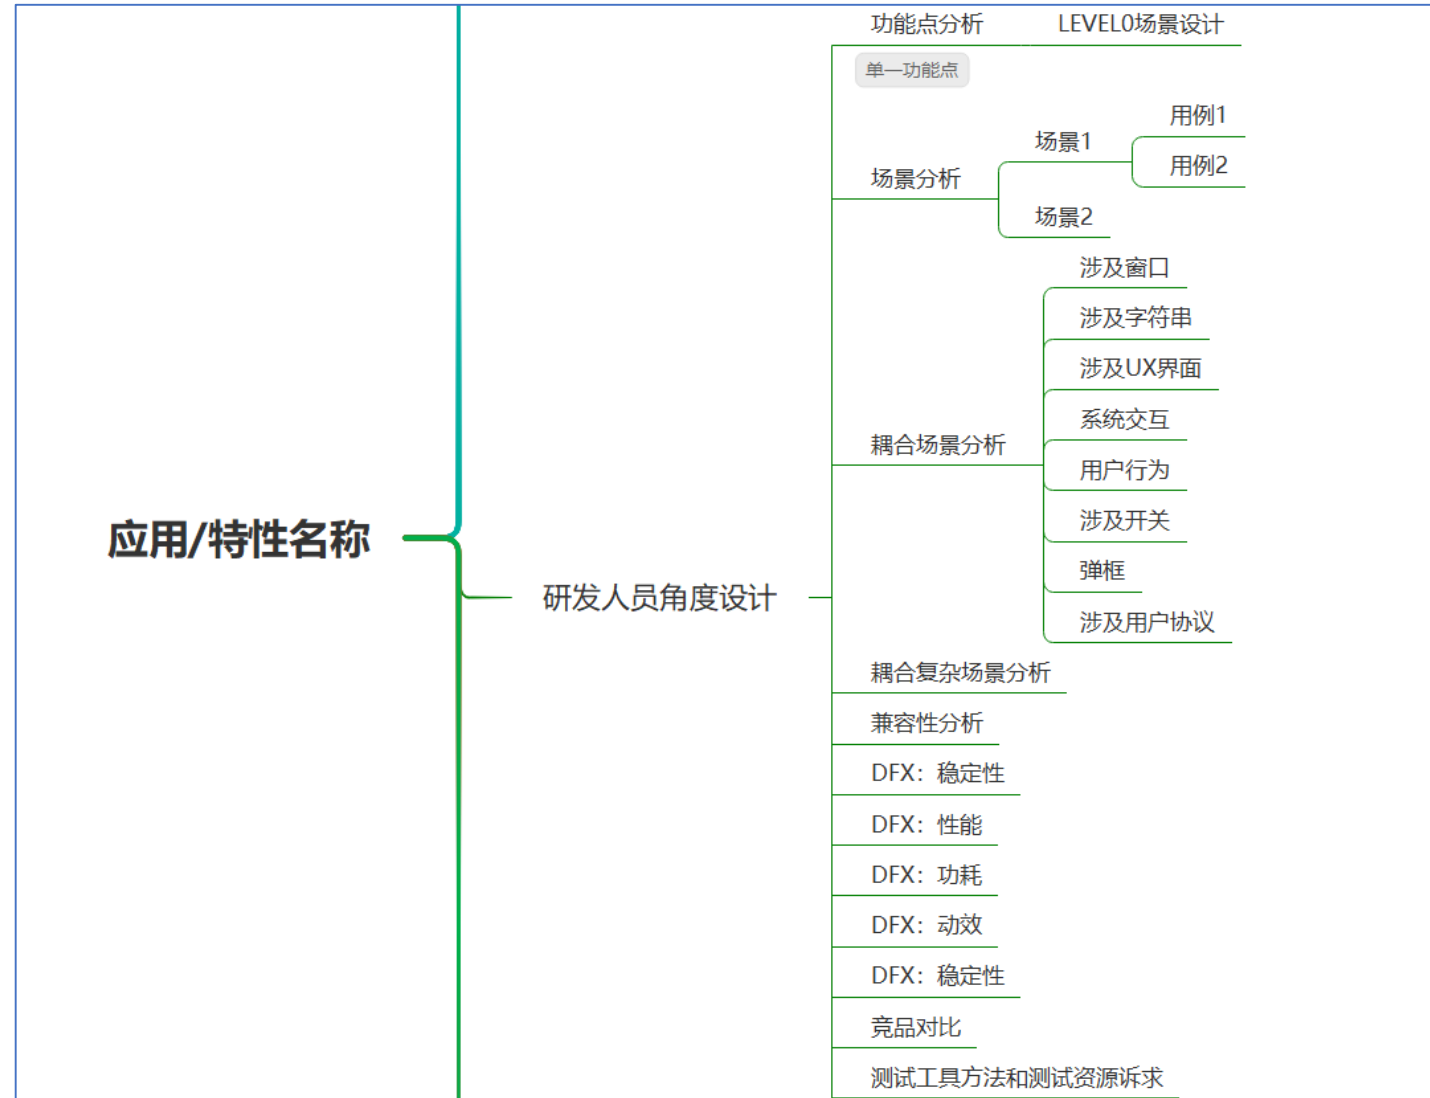 功能点分析
LEVEL0场景设计
单一功能点
用例1
场景1
用例2
场景分析
场景2
涉及窗口
涉及字符串
涉及UX界面
系统交互
耦合场景分析
用户行为
涉及开关
弹框
涉及用户协议
应用/特性名称
研发人员角度设计
耦合复杂场景分析
兼容性分析
DFX：稳定性
DFX：性能
DFX：功耗
DFX：动效
DFX：稳定性
竞品对比
测试工具方法和测试资源诉求